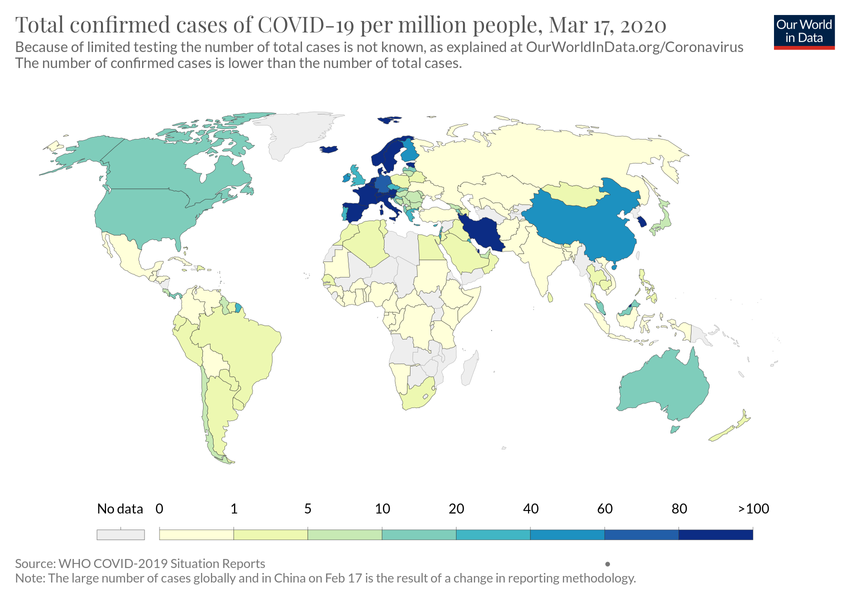 Total confirmed cases of COVID-19 per million people, Mar 17, 2020
Our World
in Data
Because of limited testing the number of total cases is not known, as explained at OurWorldInData.org/Coronavirus
The number of confirmed cases is lower than the number of total cases.
No data 0 1 5 10 20 40 60 80 >100
Source: WHO COVID-2019 Situation Reports
Note: The large number of cases globally and in China on Feb 17 is the result of a change in reporting methodology.